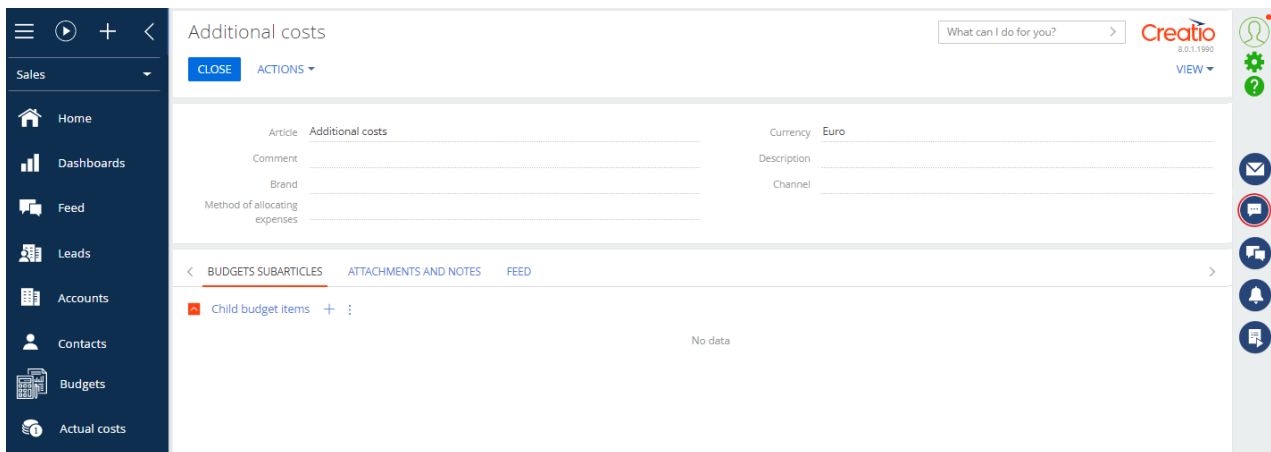 Additional costs
What can I do for you?
Creatio
8.0.1.1990
Sales
CLOSE
ACTIONS
VIEW
Home
Dashboards
Feed
Leads
Accounts
Contacts
Budgets
1
Actual costs
Article Additional costs
Currency Euro
Comment
Description
Brand
Channel
Method of allocating
expenses
BUDGETS SUBARTICLES ATTACHMENTS AND NOTES FEED
Child budget items
No data